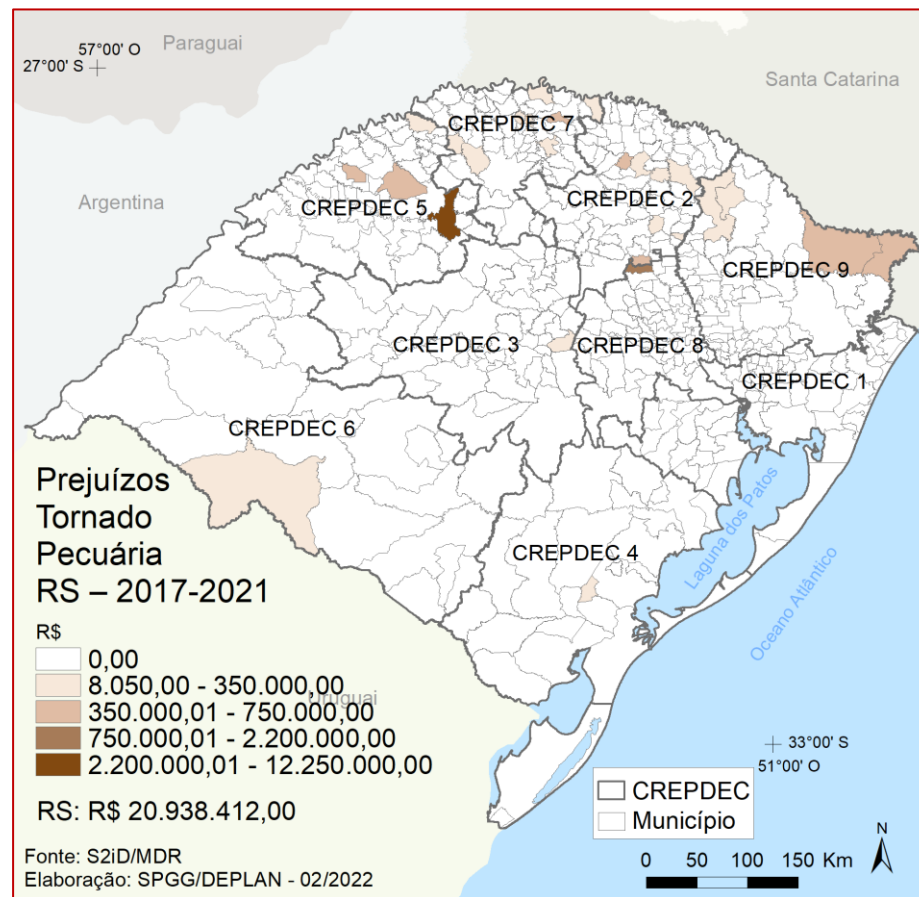 Paraguai
57°00' O
27°00' S
Santa Catarina
CREPDEC 7
Argentina
CREPDEC 5
CREPDEC 2
CREPDEC 9
CREPDEC 3
CREPDEC 8
CREPDEC 1
CREPDEC 6
CREPDEC 4
Laguna dos Patos
Oceano Atlântico
Uruguai
Prejuízos
Tornado
Pecuária
RS – 2017-2021
R$
0,00
8.050,00 - 350.000,00
350.000,01 - 750.000,00
750.000,01 - 2.200.000,00
2.200.000,01 - 12.250.000,00
RS: R$ 20.938.412,00
33°00' S
51°00' O
CREPDEC
Município
N
0 50 100 150 Km
Fonte: S2iD/MDR
Elaboração: SPGG/DEPLAN - 02/2022